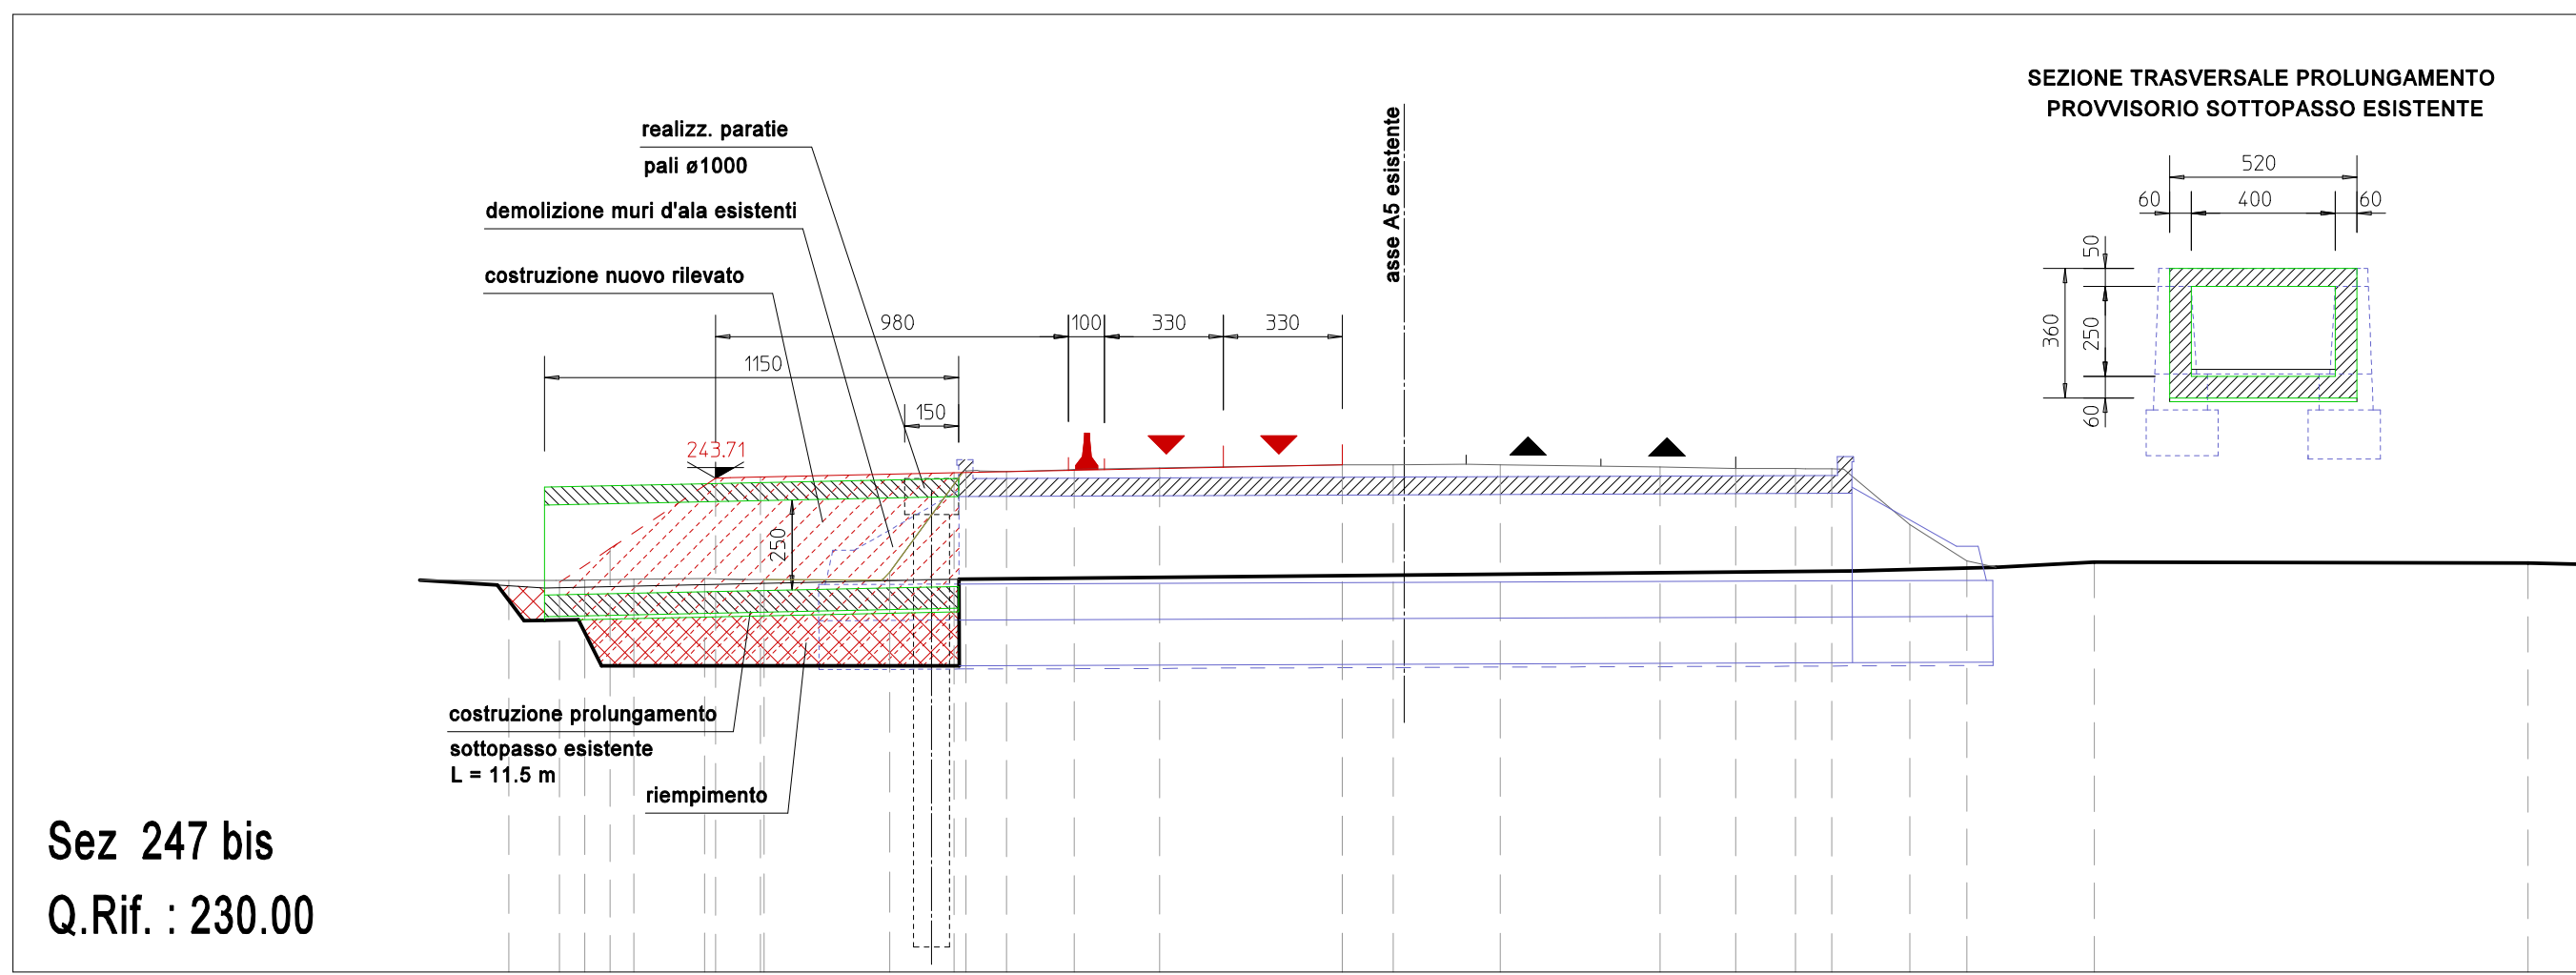 SEZIONE TRASVERSALE PROLUNGAMENTO
PROVVISORIO SOTTOPASSO ESISTENTE
520
60
400
60
50
360
250
60
realizz. paratie
pali ø1000
demolizione muri d'ala esistenti
costruzione nuovo rilevato
asse A5 esistente
980
100
330
330
1150
150
243.71
250
costruzione prolungamento
sottopasso esistente
L = 11.5 m
riempimento
Sez 247 bis
Q.Rif. : 230.00